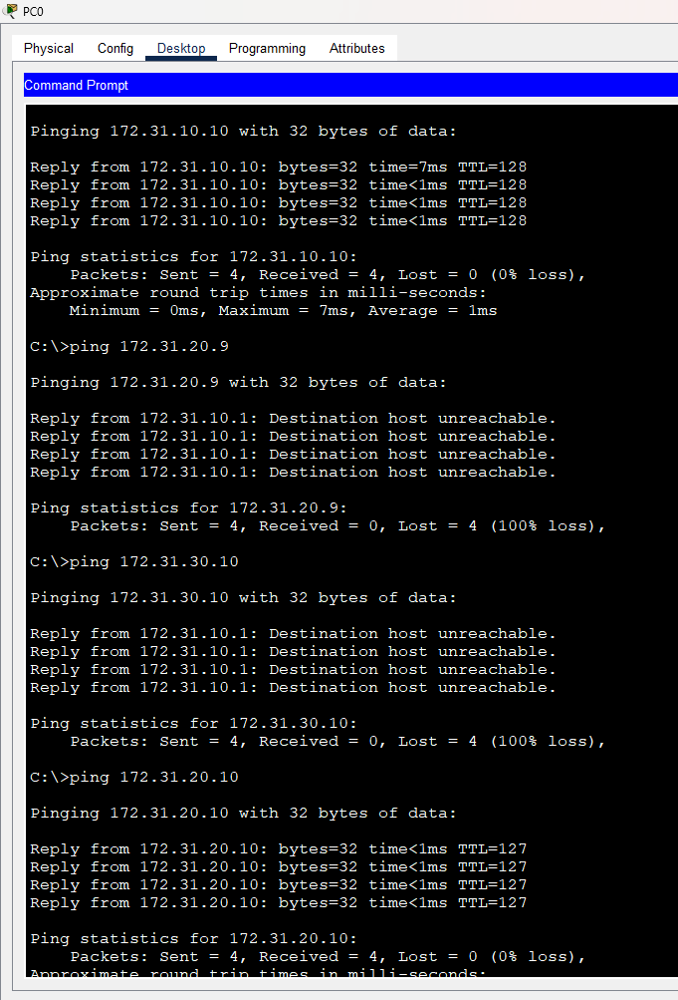 PC0
Physical Config Desktop Programming Attributes
Command Prompt
Pinging 172.31.10.10 with 32 bytes of data:
Reply from 172.31.10.10: bytes=32 time=7ms TTL=128
Reply from 172.31.10.10: bytes=32 time<1ms TTL=128
Reply from 172.31.10.10: bytes=32 time<1ms TTL=128
Reply from 172.31.10.10: bytes=32 time<1ms TTL=128
Ping statistics for 172.31.10.10:
    Packets: Sent = 4, Received = 4, Lost = 0 (0% loss),
Approximate round trip times in milli-seconds:
    Minimum = 0ms, Maximum = 7ms, Average = 1ms
C:\>ping 172.31.20.9
Pinging 172.31.20.9 with 32 bytes of data:
Reply from 172.31.10.1: Destination host unreachable.
Reply from 172.31.10.1: Destination host unreachable.
Reply from 172.31.10.1: Destination host unreachable.
Reply from 172.31.10.1: Destination host unreachable.
Ping statistics for 172.31.20.9:
    Packets: Sent = 4, Received = 0, Lost = 4 (100% loss),
C:\>ping 172.31.30.10
Pinging 172.31.30.10 with 32 bytes of data:
Reply from 172.31.10.1: Destination host unreachable.
Reply from 172.31.10.1: Destination host unreachable.
Reply from 172.31.10.1: Destination host unreachable.
Reply from 172.31.10.1: Destination host unreachable.
Ping statistics for 172.31.30.10:
    Packets: Sent = 4, Received = 0, Lost = 4 (100% loss),
C:\>ping 172.31.20.10
Pinging 172.31.20.10 with 32 bytes of data:
Reply from 172.31.20.10: bytes=32 time<1ms TTL=127
Reply from 172.31.20.10: bytes=32 time<1ms TTL=127
Reply from 172.31.20.10: bytes=32 time<1ms TTL=127
Reply from 172.31.20.10: bytes=32 time<1ms TTL=127
Ping statistics for 172.31.20.10:
    Packets: Sent = 4, Received = 4, Lost = 0 (0% loss),
Approximate round trip times in milli-seconds: